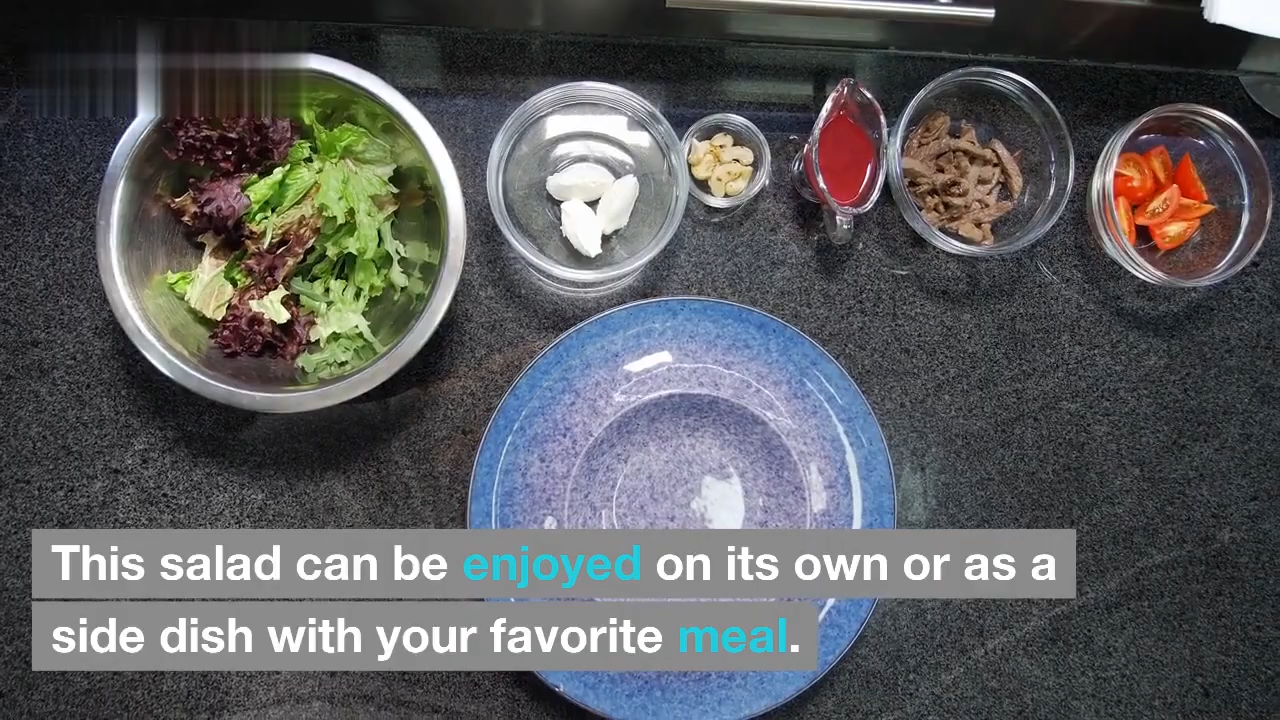 This salad can be enjoyed on its own or as a
side dish with your favorite meal.